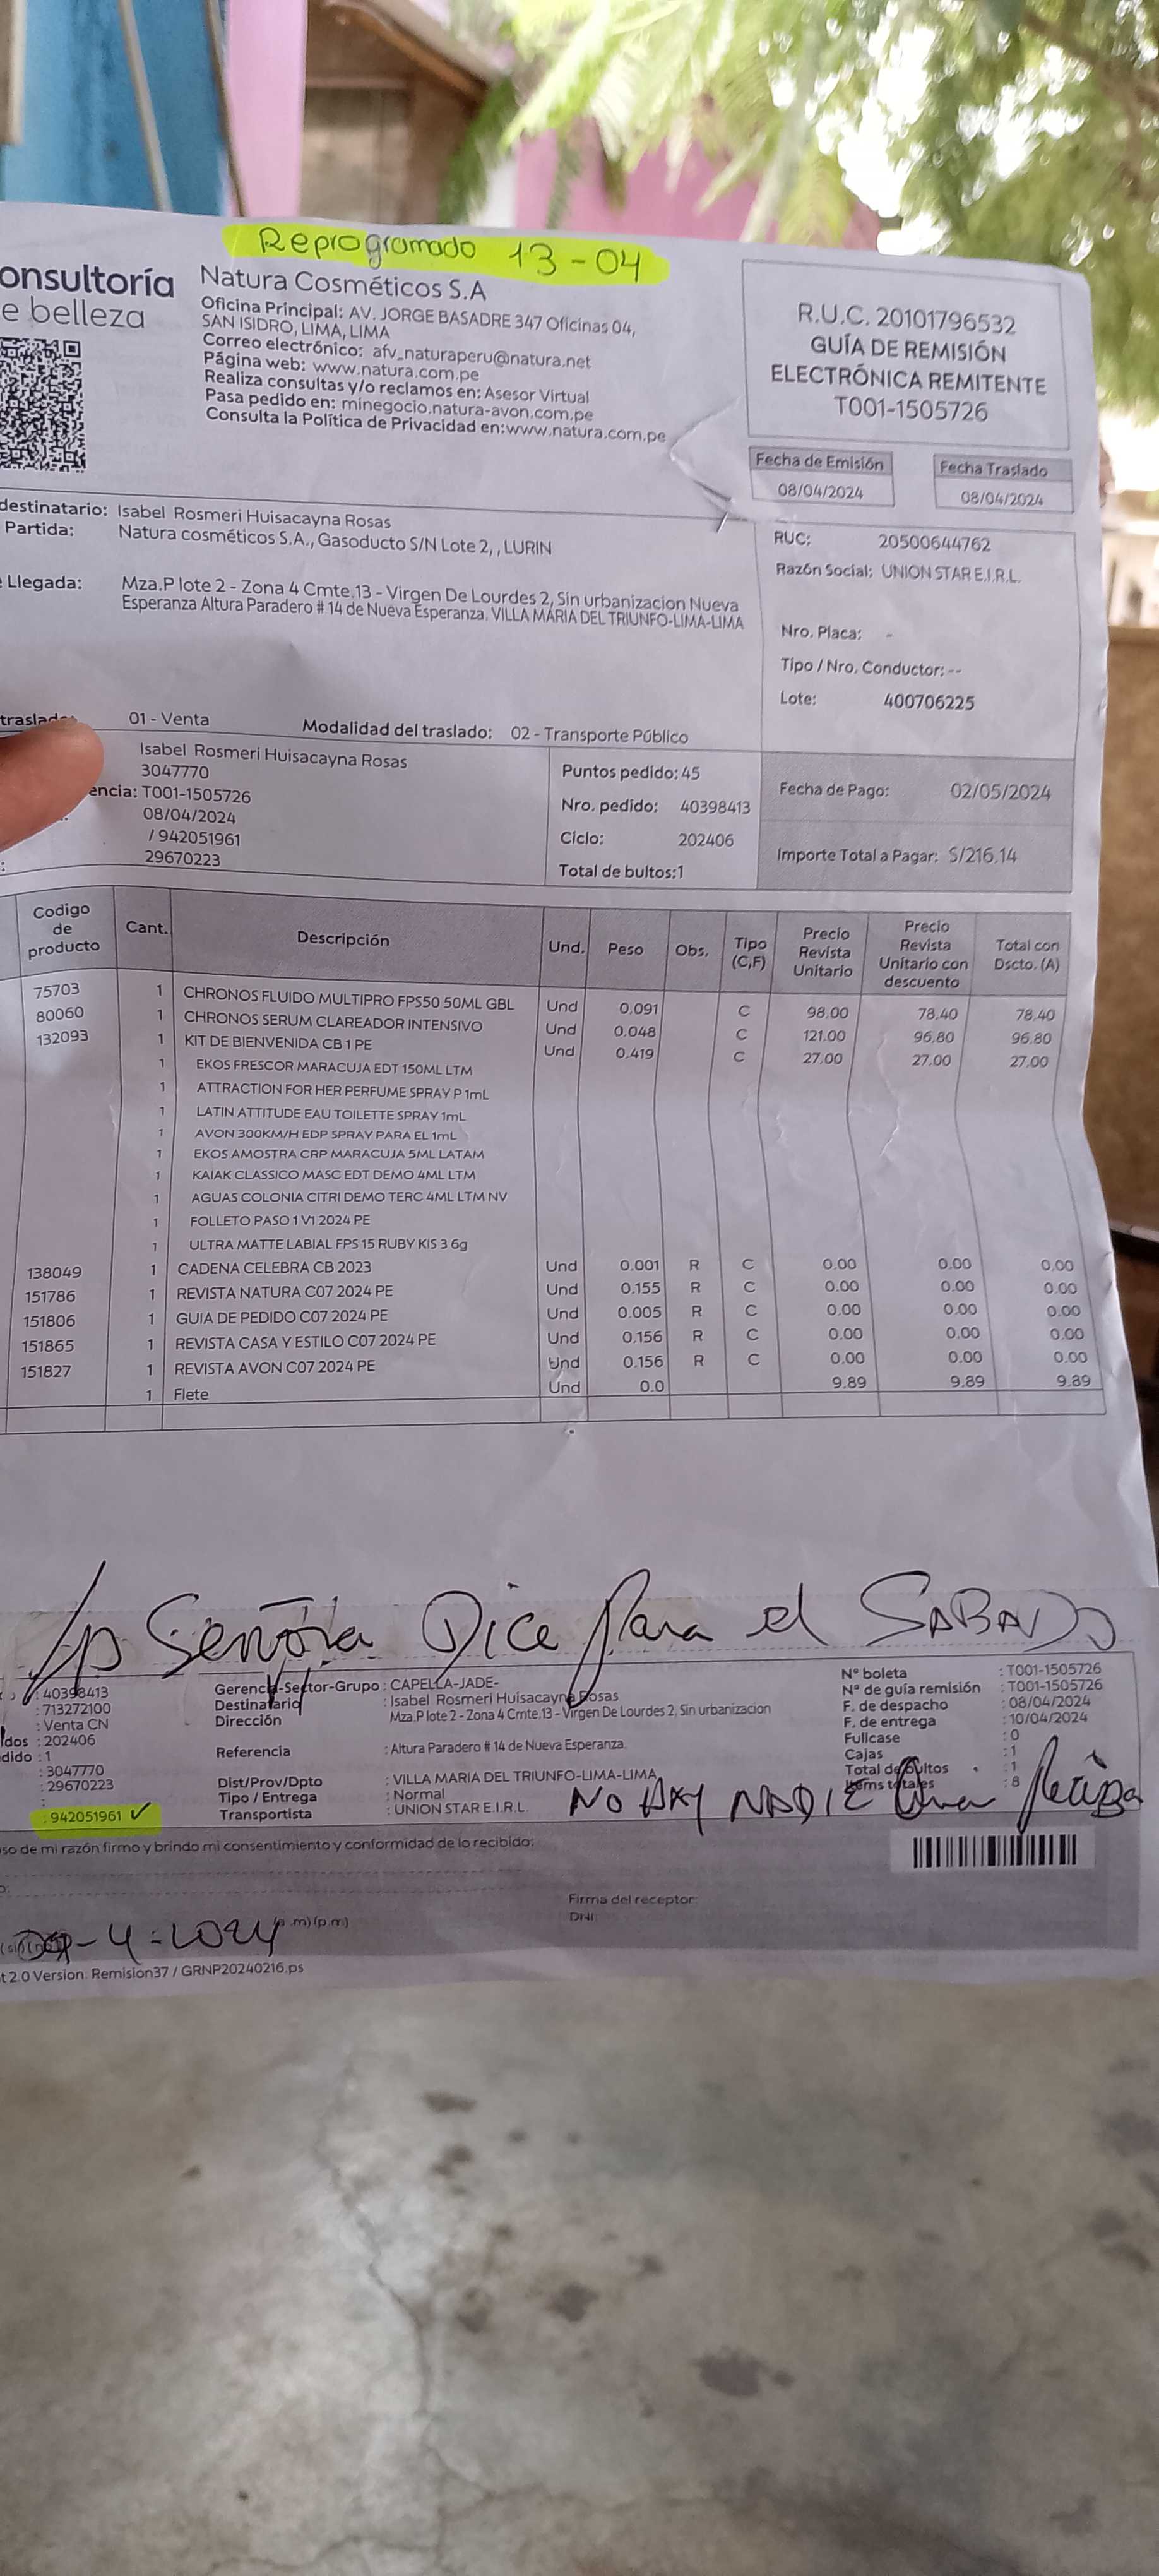 Reprogramado 13-04
onsultoría
e belleza
Natura Cosméticos S.A
Oficina Principal: AV. JORGE BASADRE 347 Oficinas 04,
SAN ISIDRO, LIMA, LIMA
Correo electrónico: afv_naturaperu@natura.net
Página web: www.natura.com.pe
Realiza consultas y/o reclamos en: Asesor Virtual
Pasa pedido en: minegocio.natura-avon.com.pe
Consulta la Política de Privacidad en:www.natura.com.pe
R.U.C. 20101796532
GUÍA DE REMISIÓN
ELECTRÓNICA REMITENTE
T001-1505726
Fecha de Emisión Fecha Traslado
08/04/2024 08/04/2024
destinatario: Isabel Rosmeri Huisacayna Rosas
Partida: Natura cosméticos S.A., Gasoducto S/N Lote 2, , LURIN
Llegada: Mza.P lote 2 - Zona 4 Cmte.13 - Virgen De Lourdes 2, Sin urbanizacion Nueva
Esperanza Altura Paradero # 14 de Nueva Esperanza. VILLA MARIA DEL TRIUNFO-LIMA-LIMA
RUC: 20500644762
Razón Social: UNION STAR E.I.R.L.
Nro. Placa: -
Tipo / Nro. Conductor: --
Lote: 400706225
traslado 01 - Venta Modalidad del traslado: 02 - Transporte Público
Isabel Rosmeri Huisacayna Rosas
3047770
encia: T001-1505726
08/04/2024
/ 942051961
: 29670223
Puntos pedido: 45
Nro. pedido: 40398413
Ciclo: 202406
Total de bultos:1
Fecha de Pago: 02/05/2024
Importe Total a Pagar: S/216.14
Codigo de producto Cant. Descripción Und. Peso Obs. Tipo (C,F) Precio Revista Unitario Precio Revista Unitario con descuento Total con Dscto. (A)
75703 1 CHRONOS FLUIDO MULTIPRO FPS50 50ML GBL Und 0.091 C 98.00 78.40 78.40
80060 1 CHRONOS SERUM CLAREADOR INTENSIVO Und 0.048 C 121.00 96.80 96.80
132093 1 KIT DE BIENVENIDA CB 1 PE Und 0.419 C 27.00 27.00 27.00
1 EKOS FRESCOR MARACUJA EDT 150ML LTM
1 ATTRACTION FOR HER PERFUME SPRAY P 1mL
1 LATIN ATTITUDE EAU TOILETTE SPRAY 1mL
1 AVON 300KM/H EDP SPRAY PARA EL 1mL
1 EKOS AMOSTRA CRP MARACUJA 5ML LATAM
1 KAIAK CLASSICO MASC EDT DEMO 4ML LTM
1 AGUAS COLONIA CITRI DEMO TERC 4ML LTM NV
1 FOLLETO PASO 1 V1 2024 PE
1 ULTRA MATTE LABIAL FPS 15 RUBY KIS 3 6g
138049 1 CADENA CELEBRA CB 2023 Und 0.001 R C 0.00 0.00 0.00
151786 1 REVISTA NATURA C07 2024 PE Und 0.155 R C 0.00 0.00 0.00
151806 1 GUIA DE PEDIDO C07 2024 PE Und 0.005 R C 0.00 0.00 0.00
151865 1 REVISTA CASA Y ESTILO C07 2024 PE Und 0.156 R C 0.00 0.00 0.00
151827 1 REVISTA AVON C07 2024 PE Und 0.156 R C 0.00 0.00 0.00
1 Flete Und 0.0 9.89 9.89 9.89
Señora Dice para el SABADO
: 40398413
: 713272100
: Venta CN
dos : 202406
dido : 1
: 3047770
: 29670223
:
: 942051961 ✓
Gerencia-Sector-Grupo : CAPELLA-JADE-
Destinatario : Isabel Rosmeri Huisacayna Rosas
Dirección : Mza.P lote 2 - Zona 4 Cmte.13 - Virgen De Lourdes 2, Sin urbanizacion
Referencia : Altura Paradero # 14 de Nueva Esperanza.
Dist/Prov/Dpto : VILLA MARIA DEL TRIUNFO-LIMA-LIMA
Tipo / Entrega : Normal
Transportista : UNION STAR E.I.R.L.
N° boleta : T001-1505726
N° de guía remisión : T001-1505726
F. de despacho : 08/04/2024
F. de entrega : 10/04/2024
Fullcase : 0
Cajas : 1
Total de bultos : 1
Items totales : 8
NO HAY NADIE
so de mi razón firmo y brindo mi consentimiento y conformidad de lo recibido:
Firma del receptor:
DNI:
-4-2024 (a.m)(p.m)
t 2.0 Version: Remision37 / GRNP20240216.ps